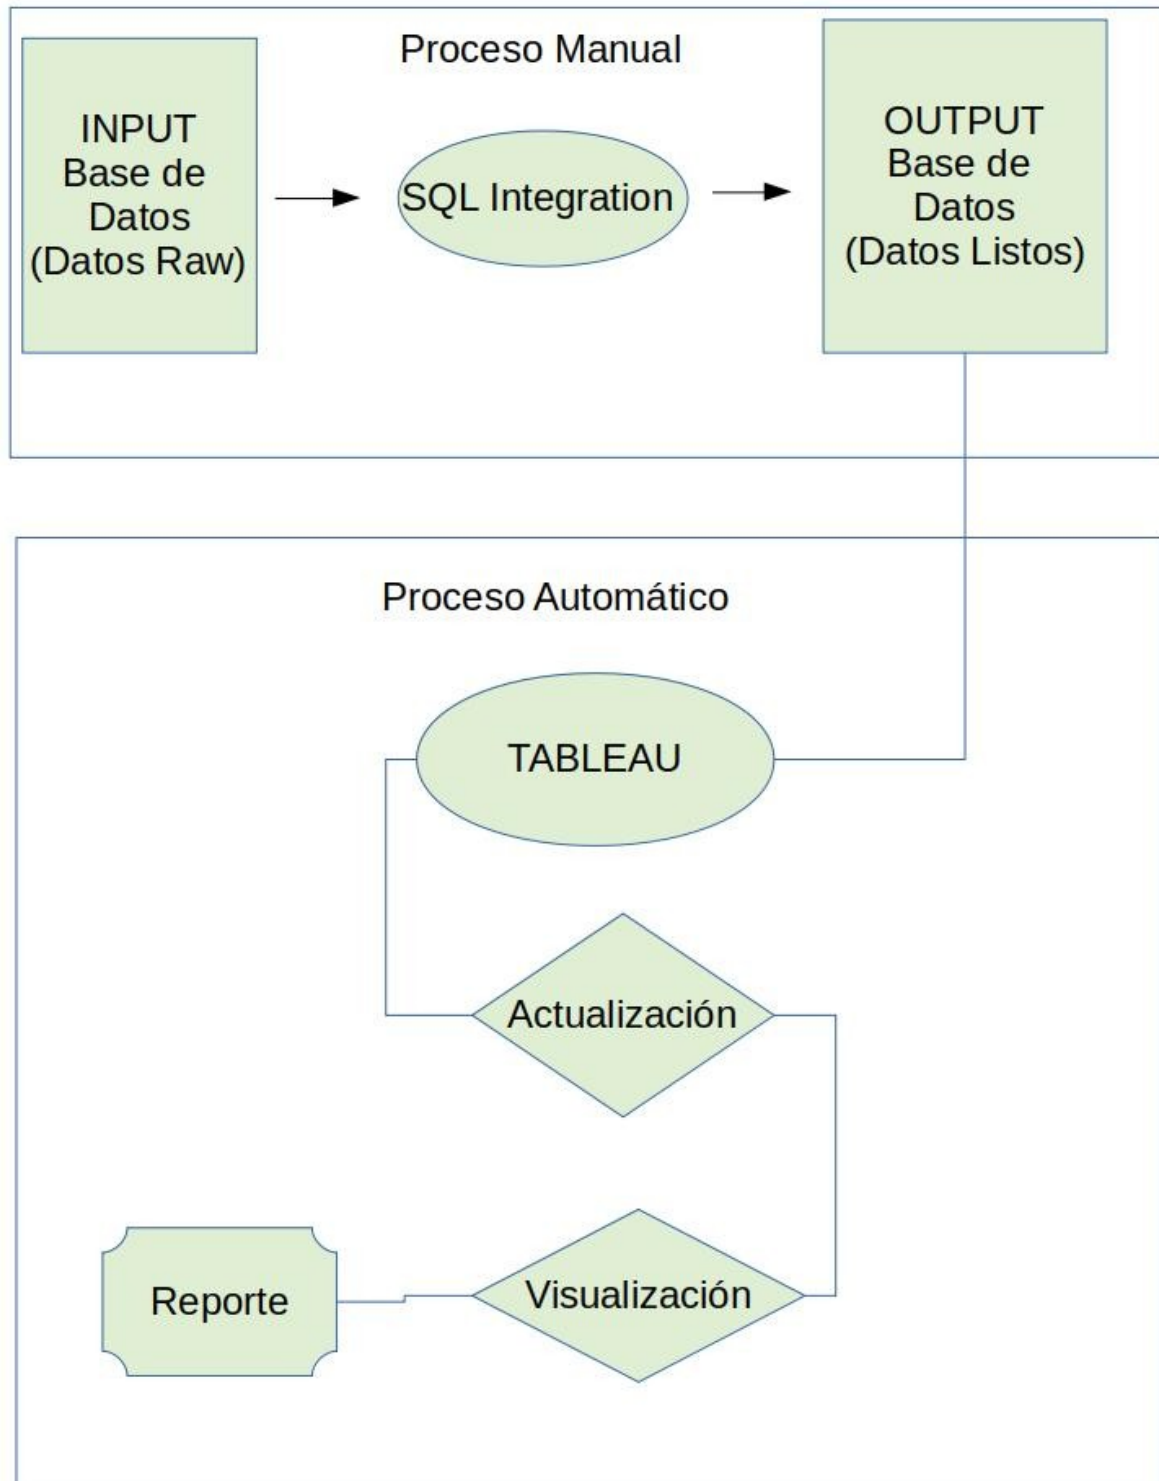 Proceso Manual
INPUT
Base de
Datos
(Datos Raw)
SQL Integration
OUTPUT
Base de
Datos
(Datos Listos)
Proceso Automático
TABLEAU
Actualización
Visualización
Reporte